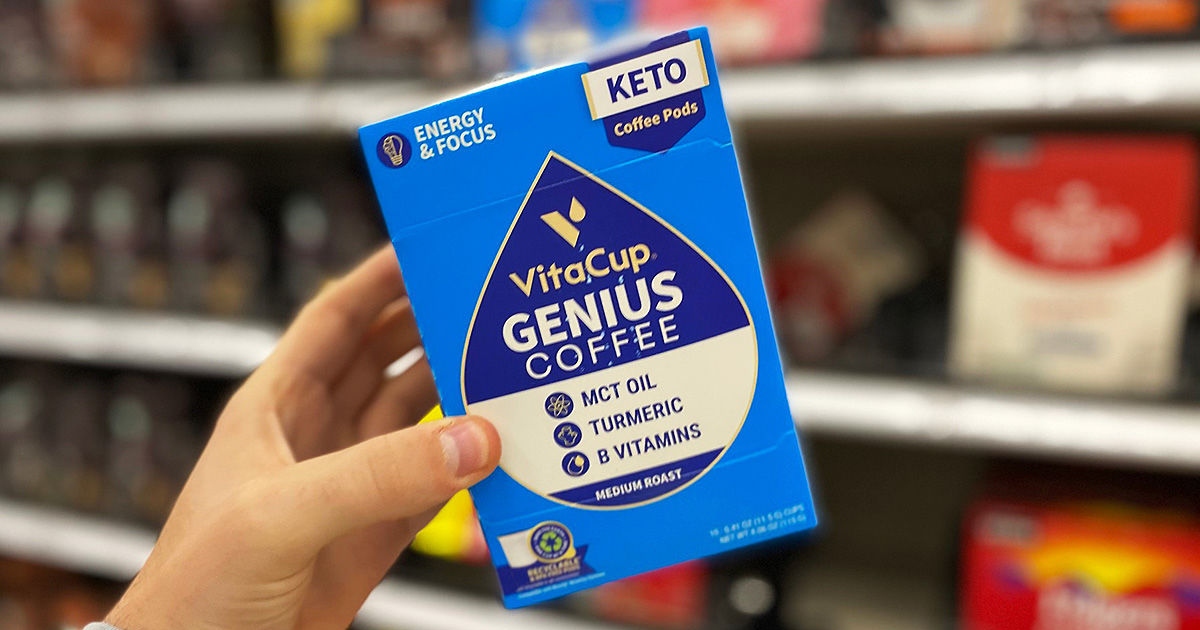 ENERGY
& FOCUS
KETO
Coffee Pods
VitaCup
GENIUS
COFFEE
MCT OIL
TURMERIC
B VITAMINS
MEDIUM ROAST
RECYCLABLE